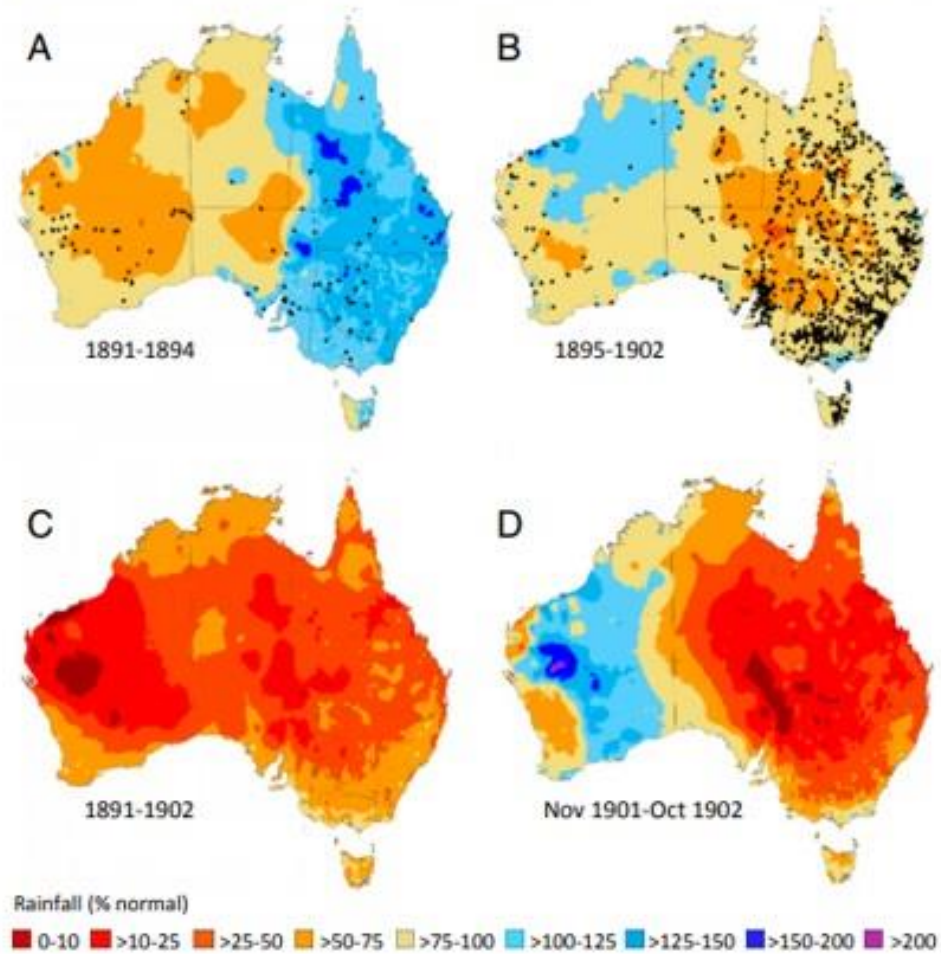 A
B
1891-1894
1895-1902
C
D
1891-1902
Nov 1901-Oct 1902
Rainfall (% normal)
0-10 >10-25 >25-50 >50-75 >75-100 >100-125 >125-150 >150-200 >200